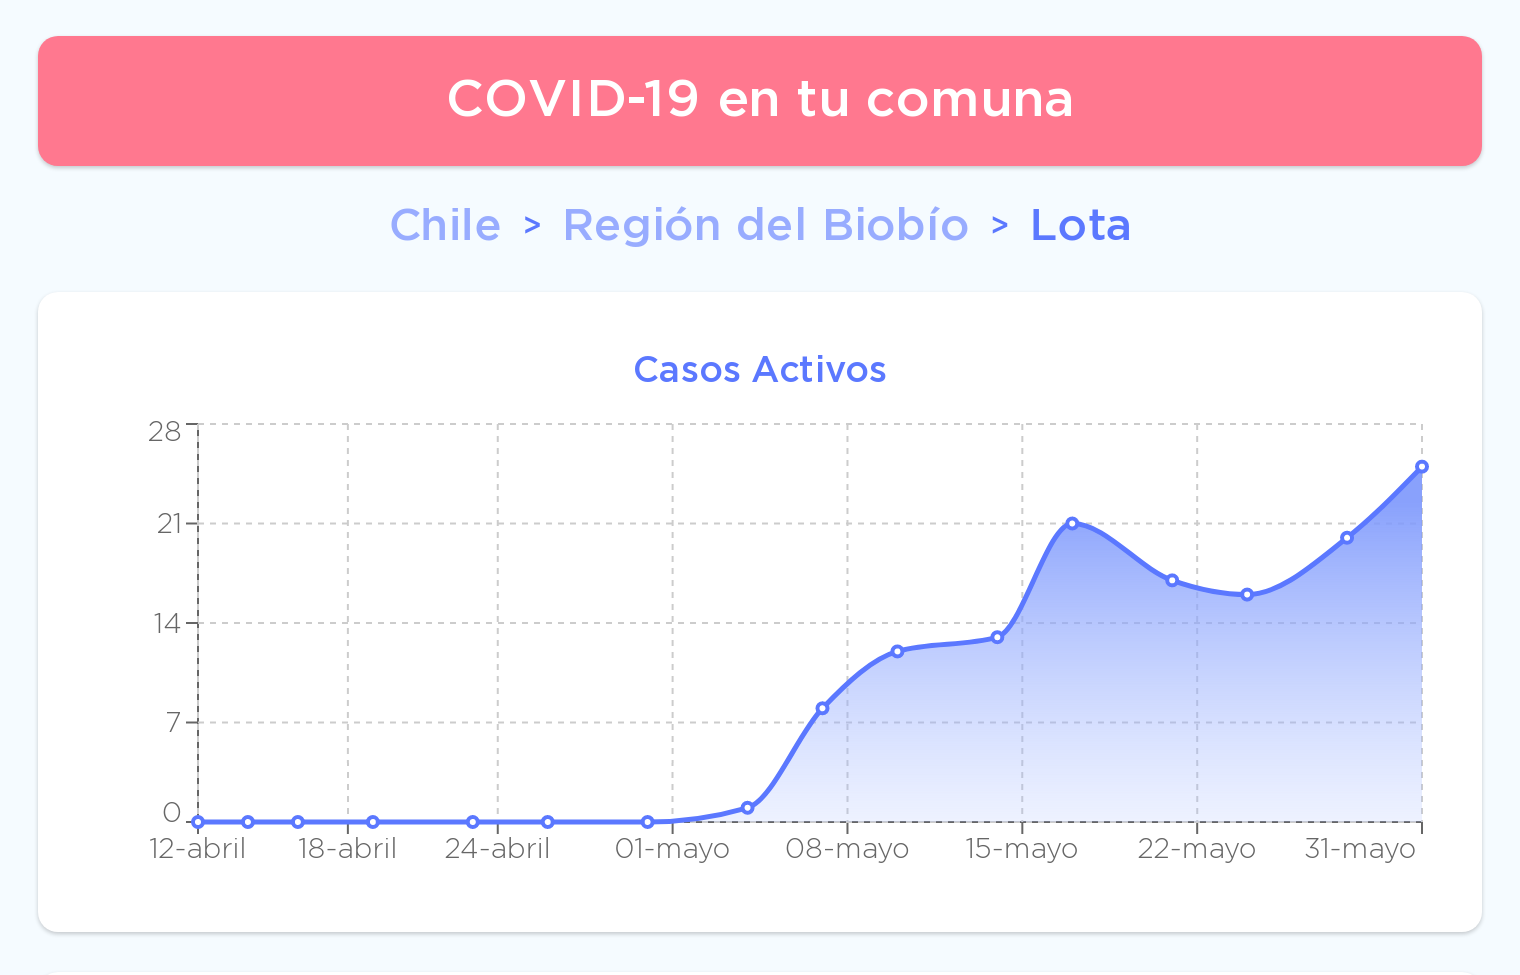 COVID-19 en tu comuna
Chile > Región del Biobío > Lota
Casos Activos
28
21
14
7
0
12-abril 18-abril 24-abril 01-mayo 08-mayo 15-mayo 22-mayo 31-mayo